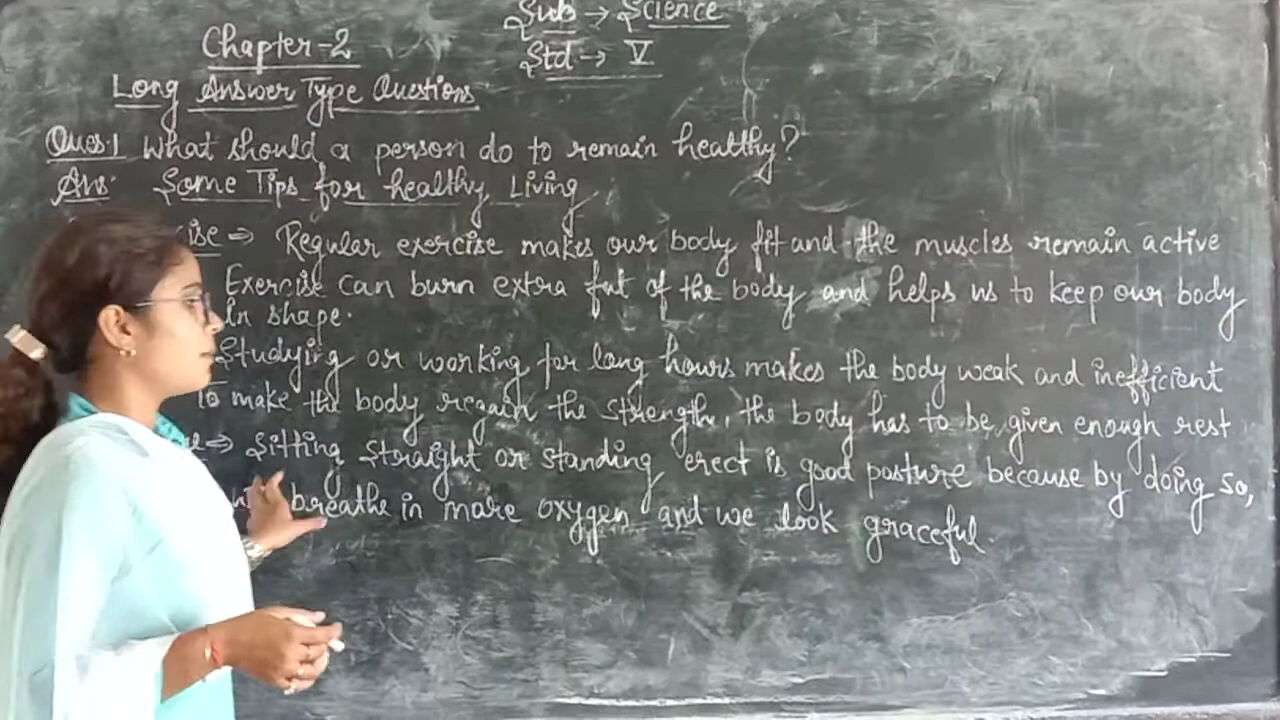 Sub → Science
Std → V
Chapter-2
Long Answer Type Questions
Ques:1 What should a person do to remain healthy?
Ans: Some Tips for healthy Living
cise ⇒ Regular exercise makes our body fit and the muscles remain active
Exercise can burn extra fat of the body and helps us to keep our body
in shape.
Studying or working for long hours makes the body weak and inefficient
To make the body regain the strength, the body has to be given enough rest
⇒ Sitting straight or standing erect is good posture because by doing so,
breathe in more oxygen and we look graceful.